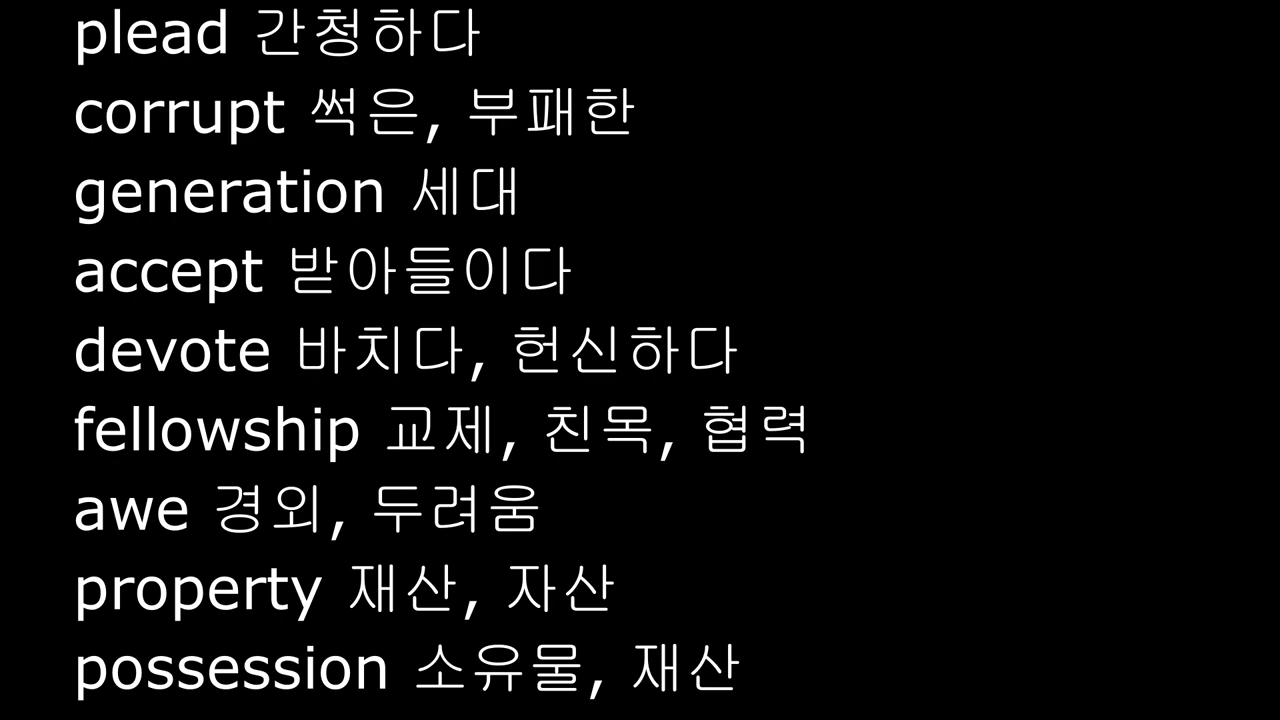 plead 간청하다
corrupt 썩은, 부패한
generation 세대
accept 받아들이다
devote 바치다, 헌신하다
fellowship 교제, 친목, 협력
awe 경외, 두려움
property 재산, 자산
possession 소유물, 재산